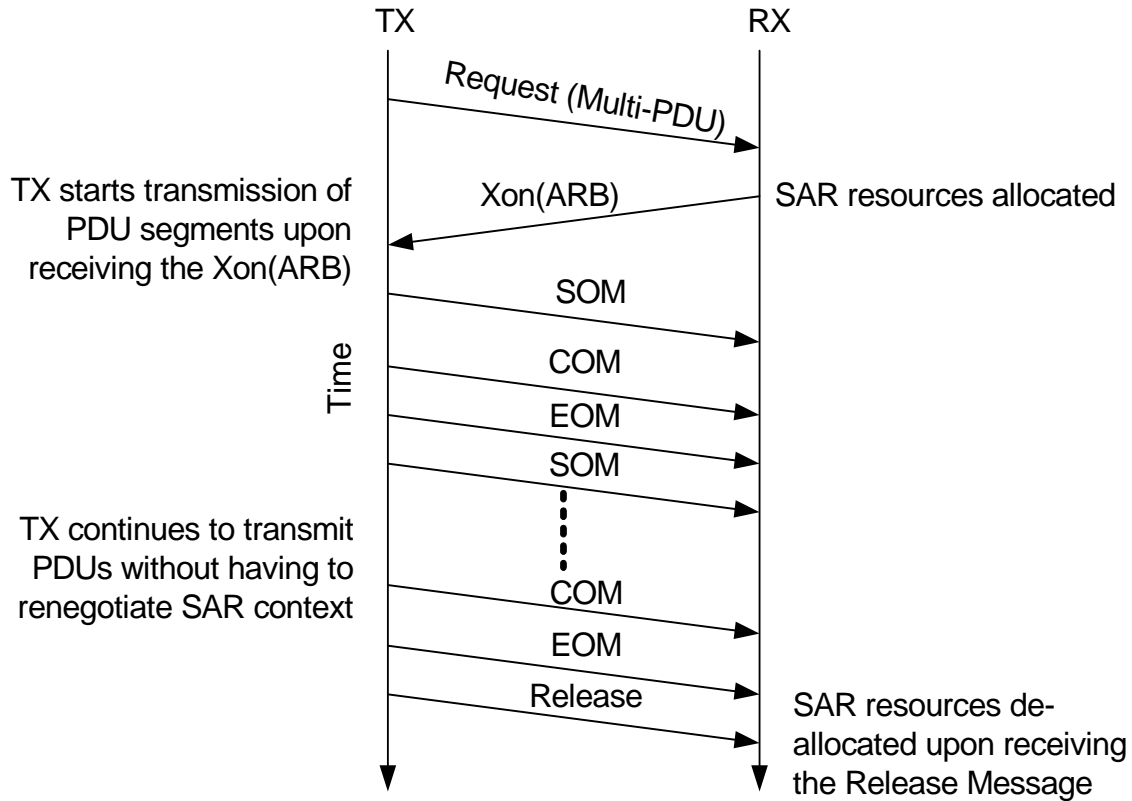 TX
RX
Request (Multi-PDU)
TX starts transmission of
PDU segments upon
receiving the Xon(ARB)
Xon(ARB)
SAR resources allocated
SOM
Time
COM
EOM
SOM
TX continues to transmit
PDUs without having to
renegotiate SAR context
COM
EOM
Release
SAR resources de-
allocated upon receiving
the Release Message